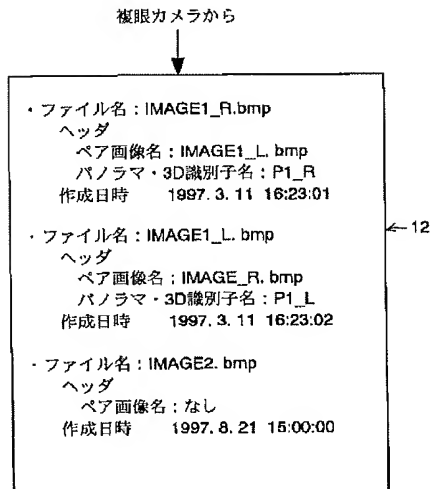 複眼カメラから
・ファイル名：IMAGE1_R.bmp
ヘッダ
ペア画像名：IMAGE1_L. bmp
パノラマ・3D識別子名：P1_R
作成日時 1997. 3. 11 16:23:01
・ファイル名：IMAGE1_L. bmp
ヘッダ
ペア画像名：IMAGE_R. bmp
パノラマ・3D識別子名：P1_L
作成日時 1997. 3. 11 16:23:02
12
・ファイル名：IMAGE2. bmp
ヘッダ
ペア画像名：なし
作成日時 1997. 8. 21 15:00:00